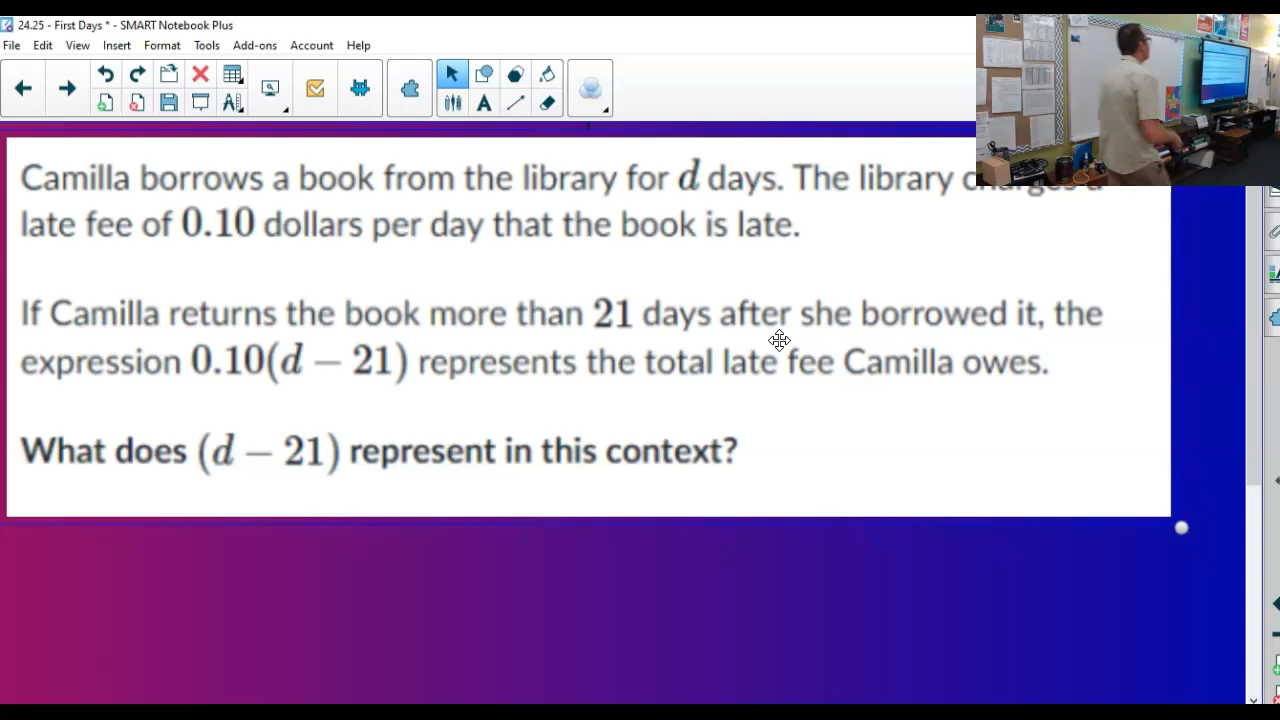 24.25 - First Days * - SMART Notebook Plus
File Edit View Insert Format Tools Add-ons Account Help
Camilla borrows a book from the library for d days. The library charges a
late fee of 0.10 dollars per day that the book is late.
If Camilla returns the book more than 21 days after she borrowed it, the
expression 0.10(d − 21) represents the total late fee Camilla owes.
What does (d − 21) represent in this context?